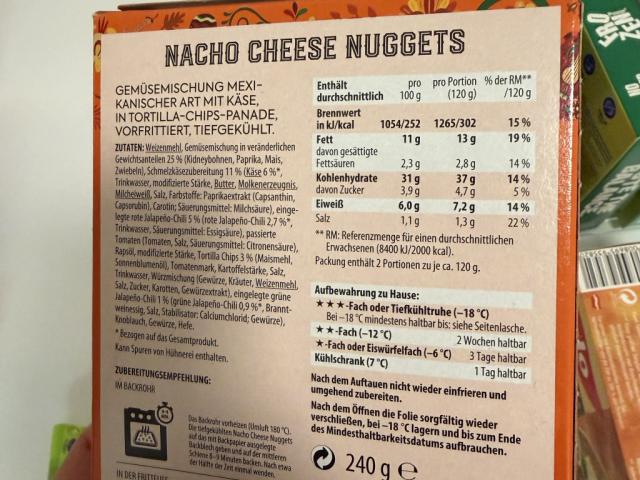 NACHO CHEESE NUGGETS
GEMÜSEMISCHUNG MEXI-
KANISCHER ART MIT KÄSE,
IN TORTILLA-CHIPS-PANADE,
VORFRITTIERT, TIEFGEKÜHLT.
ZUTATEN: Weizenmehl, Gemüsemischung in veränderlichen
Gewichtsanteilen 25 % (Kidneybohnen, Paprika, Mais,
Zwiebeln), Schmelzkäsezubereitung 11 % (Käse 6 %*,
Trinkwasser, modifizierte Stärke, Butter, Molkenerzeugnis,
Milcheiweiß, Salz, Farbstoffe: Paprikaextrakt (Capsanthin,
Capsorubin), Carotin; Säuerungsmittel: Milchsäure), einge-
legte rote Jalapeño-Chili 5 % (rote Jalapeño-Chili 2,7 %*,
Trinkwasser, Säuerungsmittel: Essigsäure), passierte
Tomaten (Tomaten, Salz, Säuerungsmittel: Citronensäure),
Rapsöl, modifizierte Stärke, Tortilla Chips 3 % (Maismehl,
Sonnenblumenöl), Tomatenmark, Kartoffelstärke, Salz,
Trinkwasser, Würzmischung (Gewürze, Kräuter, Weizenmehl,
Salz, Zucker, Karotten, Gewürzextrakt), eingelegte grüne
Jalapeño-Chili 1 % (grüne Jalapeño-Chili 0,9 %*, Brannt-
weinessig, Salz, Stabilisator: Calciumchlorid; Gewürze),
Knoblauch, Gewürze, Hefe.
* Bezogen auf das Gesamtprodukt.
Kann Spuren von Hühnerei enthalten.
ZUBEREITUNGSEMPFEHLUNG:
IM BACKROHR
Das Backrohr vorheizen (Umluft 180 °C).
Die tiefgekühlten Nacho Cheese Nuggets
auf das mit Backpapier ausgelegte
Backblech geben und auf der mittleren
Schiene 8–9 Minuten backen. Nach etwa
der Hälfte der Zeit einmal wenden.
IN DER FRITTEUSE
Enthält pro pro Portion % der RM**
durchschnittlich 100 g (120 g) /120 g
Brennwert
in kJ/kcal 1054/252 1265/302 15 %
Fett 11 g 13 g 19 %
davon gesättigte
Fettsäuren 2,3 g 2,8 g 14 %
Kohlenhydrate 31 g 37 g 14 %
davon Zucker 3,9 g 4,7 g 5 %
Eiweiß 6,0 g 7,2 g 14 %
Salz 1,1 g 1,3 g 22 %
** RM: Referenzmenge für einen durchschnittlichen
Erwachsenen (8400 kJ/2000 kcal).
Packung enthält 2 Portionen zu je ca. 120 g.
Aufbewahrung zu Hause:
★★★-Fach oder Tiefkühltruhe (–18 °C)
Bei –18 °C mindestens haltbar bis: siehe Seitenlasche.
★★-Fach (–12 °C) 2 Wochen haltbar
★-Fach oder Eiswürfelfach (–6 °C) 3 Tage haltbar
Kühlschrank (7 °C) 1 Tag haltbar
Nach dem Auftauen nicht wieder einfrieren und
umgehend zubereiten.
Nach dem Öffnen die Folie sorgfältig wieder
verschließen, bei –18 °C lagern und bis zum Ende
des Mindesthaltbarkeitsdatums aufbrauchen.
240 g e